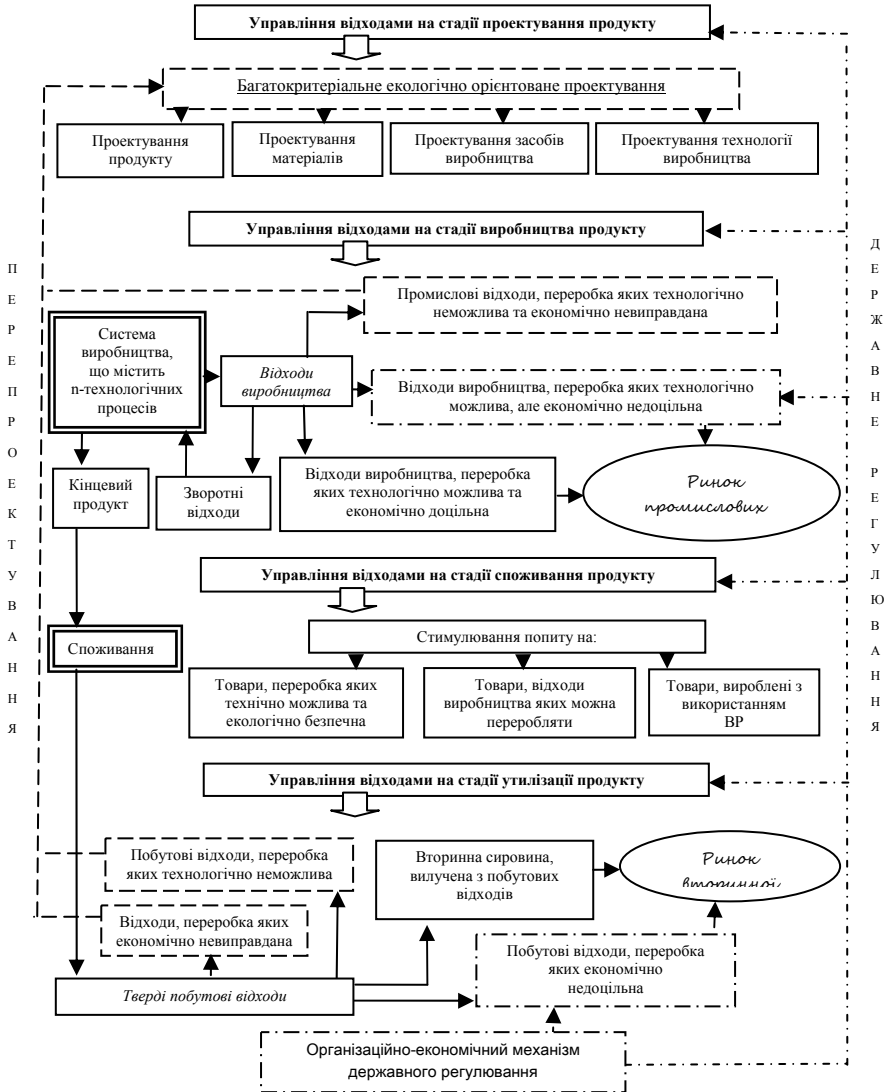 Управління відходами на стадії проектування продукту
Багатокритеріальне екологічно орієнтоване проектування
Проектування
продукту
Проектування
матеріалів
Проектування засобів
виробництва
Проектування технології
виробництва
Управління відходами на стадії виробництва продукту
ПЕРЕПРОЕКТУВАННЯ
ДЕРЖАВНЕ РЕГУЛЮВАННЯ
Промислові відходи, переробка яких технологічно
неможлива та економічно невиправдана
Система
виробництва,
що містить
n-технологічних
процесів
Відходи
виробництва
Відходи виробництва, переробка яких технологічно
можлива, але економічно недоцільна
Кінцевий
продукт
Зворотні
відходи
Відходи виробництва, переробка
яких технологічно можлива та
економічно доцільна
Ринок
промислових
Управління відходами на стадії споживання продукту
Споживання
Стимулювання попиту на:
Товари, переробка яких
технічно можлива та
екологічно безпечна
Товари, відходи
виробництва яких можна
переробляти
Товари, вироблені з
використанням
ВР
Управління відходами на стадії утилізації продукту
Побутові відходи, переробка
яких технологічно неможлива
Вторинна сировина,
вилучена з побутових
відходів
Ринок
вторинної
Відходи, переробка яких
економічно невиправдана
Побутові відходи, переробка
яких економічно
недоцільна
Тверді побутові відходи
Організаційно-економічний механізм
державного регулювання